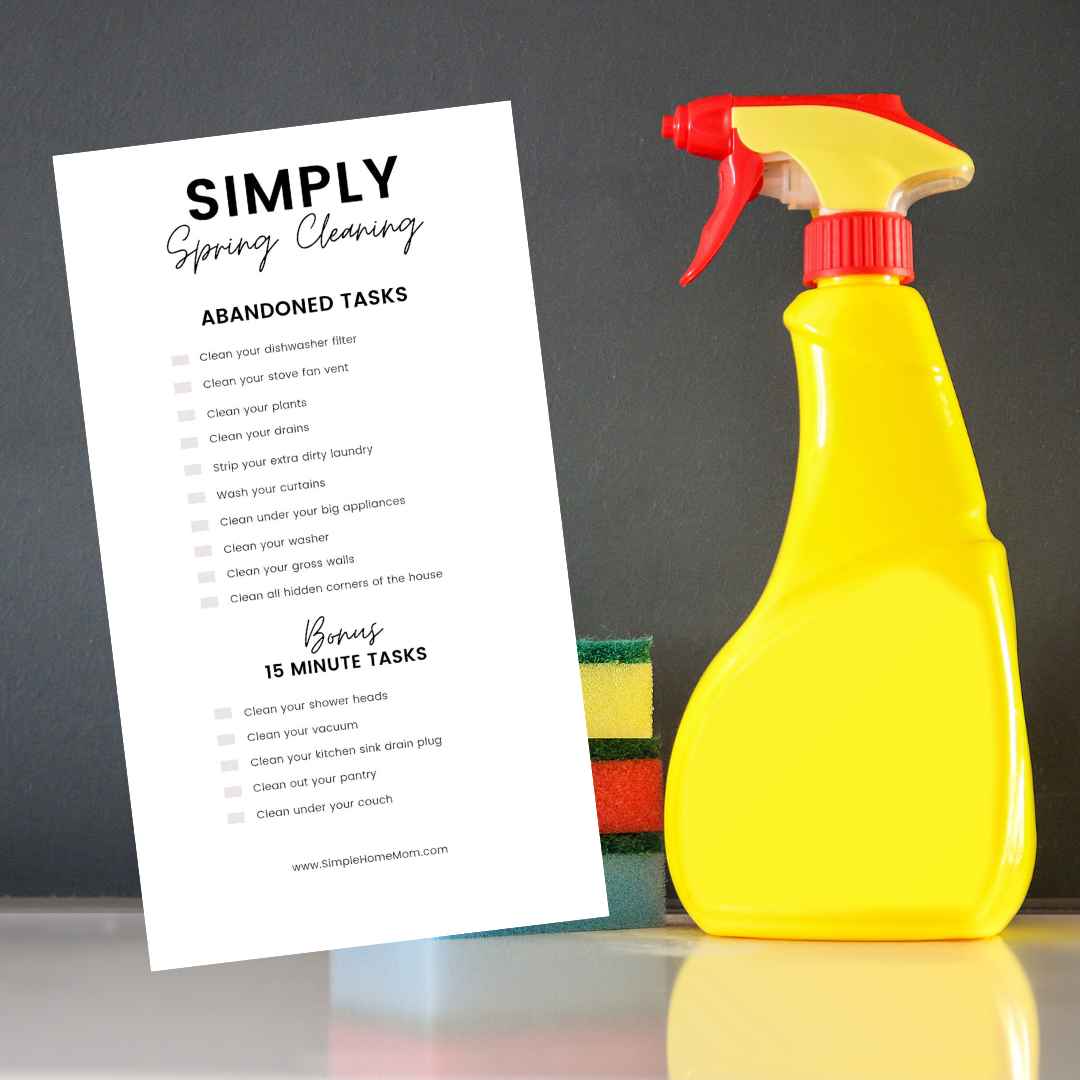 SIMPLY
Spring Cleaning
ABANDONED TASKS
Clean your dishwasher filter
Clean your stove fan vent
Clean your plants
Clean your drains
Strip your extra dirty laundry
Wash your curtains
Clean under your big appliances
Clean your washer
Clean your gross walls
Clean all hidden corners of the house
Bonus
15 MINUTE TASKS
Clean your shower heads
Clean your vacuum
Clean your kitchen sink drain plug
Clean out your pantry
Clean under your couch
www.SimpleHomeMom.com